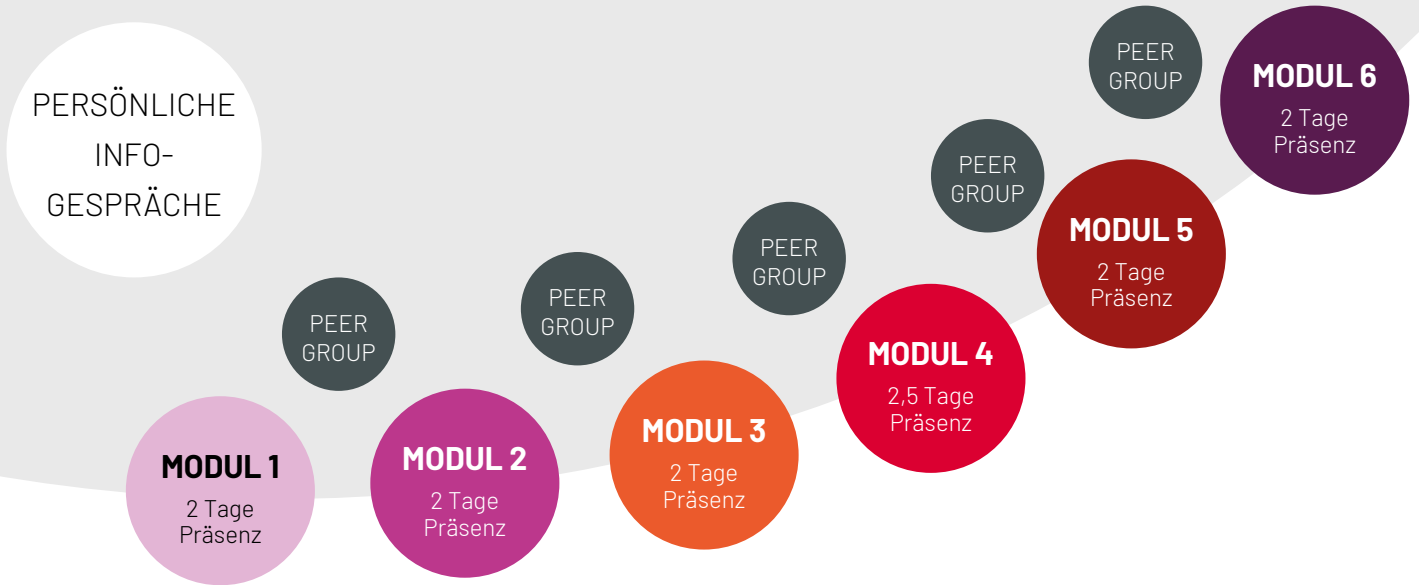 PERSÖNLICHE
INFO-
GESPRÄCHE
MODUL 1
2 Tage
Präsenz
PEER
GROUP
MODUL 2
2 Tage
Präsenz
PEER
GROUP
MODUL 3
2 Tage
Präsenz
PEER
GROUP
MODUL 4
2,5 Tage
Präsenz
PEER
GROUP
MODUL 5
2 Tage
Präsenz
PEER
GROUP
MODUL 6
2 Tage
Präsenz